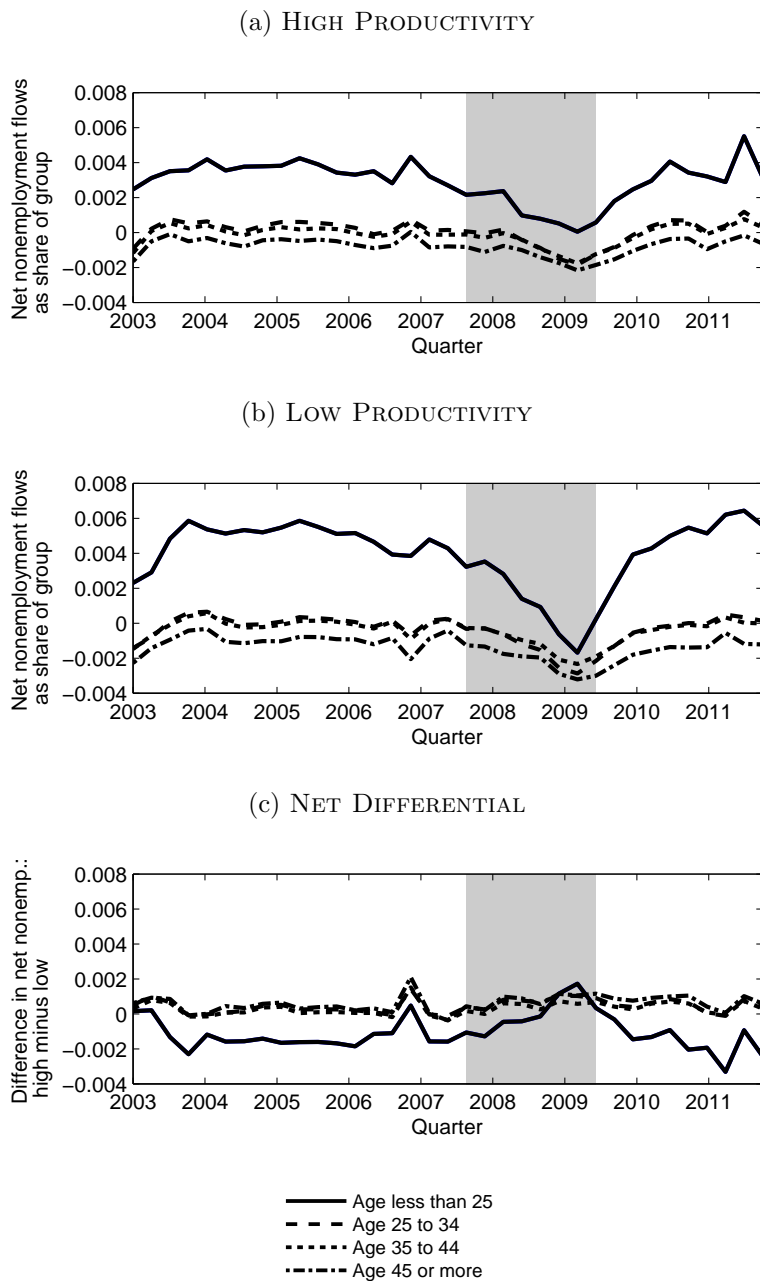 (a) HIGH PRODUCTIVITY
Net nonemployment flows
as share of group
0.008
0.006
0.004
0.002
0
−0.002
−0.004
2003 2004 2005 2006 2007 2008 2009 2010 2011
Quarter
(b) LOW PRODUCTIVITY
Net nonemployment flows
as share of group
0.008
0.006
0.004
0.002
0
−0.002
−0.004
2003 2004 2005 2006 2007 2008 2009 2010 2011
Quarter
(c) NET DIFFERENTIAL
Difference in net nonemp.:
high minus low
0.008
0.006
0.004
0.002
0
−0.002
−0.004
2003 2004 2005 2006 2007 2008 2009 2010 2011
Quarter
Age less than 25
Age 25 to 34
Age 35 to 44
Age 45 or more